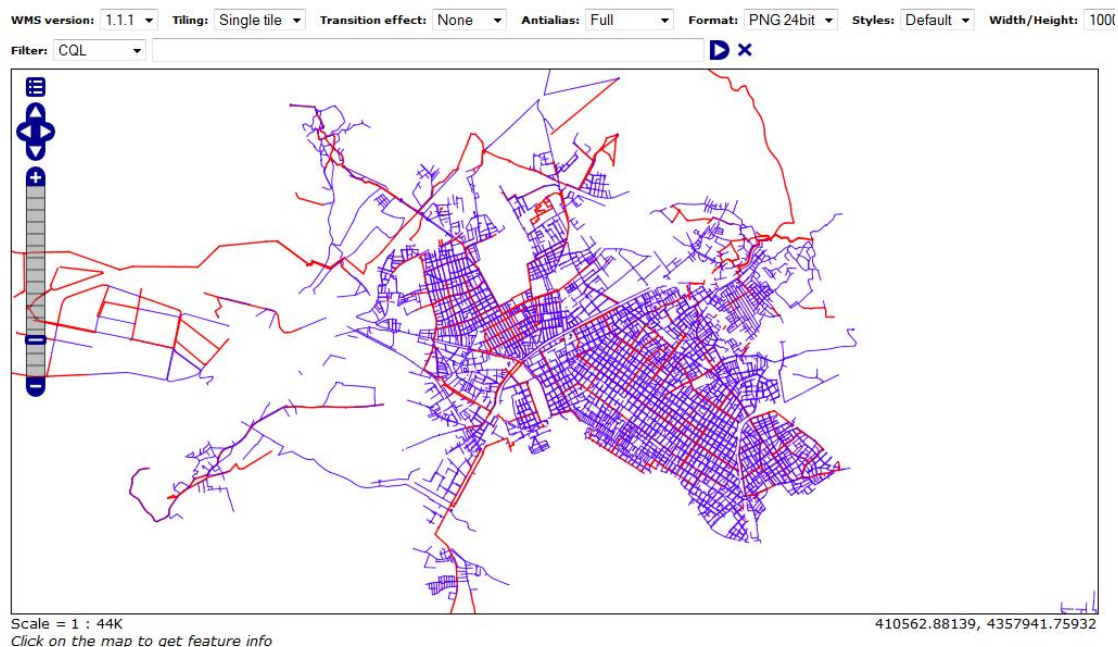 WMS version: 1.1.1 Tiling: Single tile Transition effect: None Antialias: Full Format: PNG 24bit Styles: Default Width/Height: 1000
Filter: CQL
Scale = 1 : 44K 410562.88139, 4357941.75932
Click on the map to get feature info